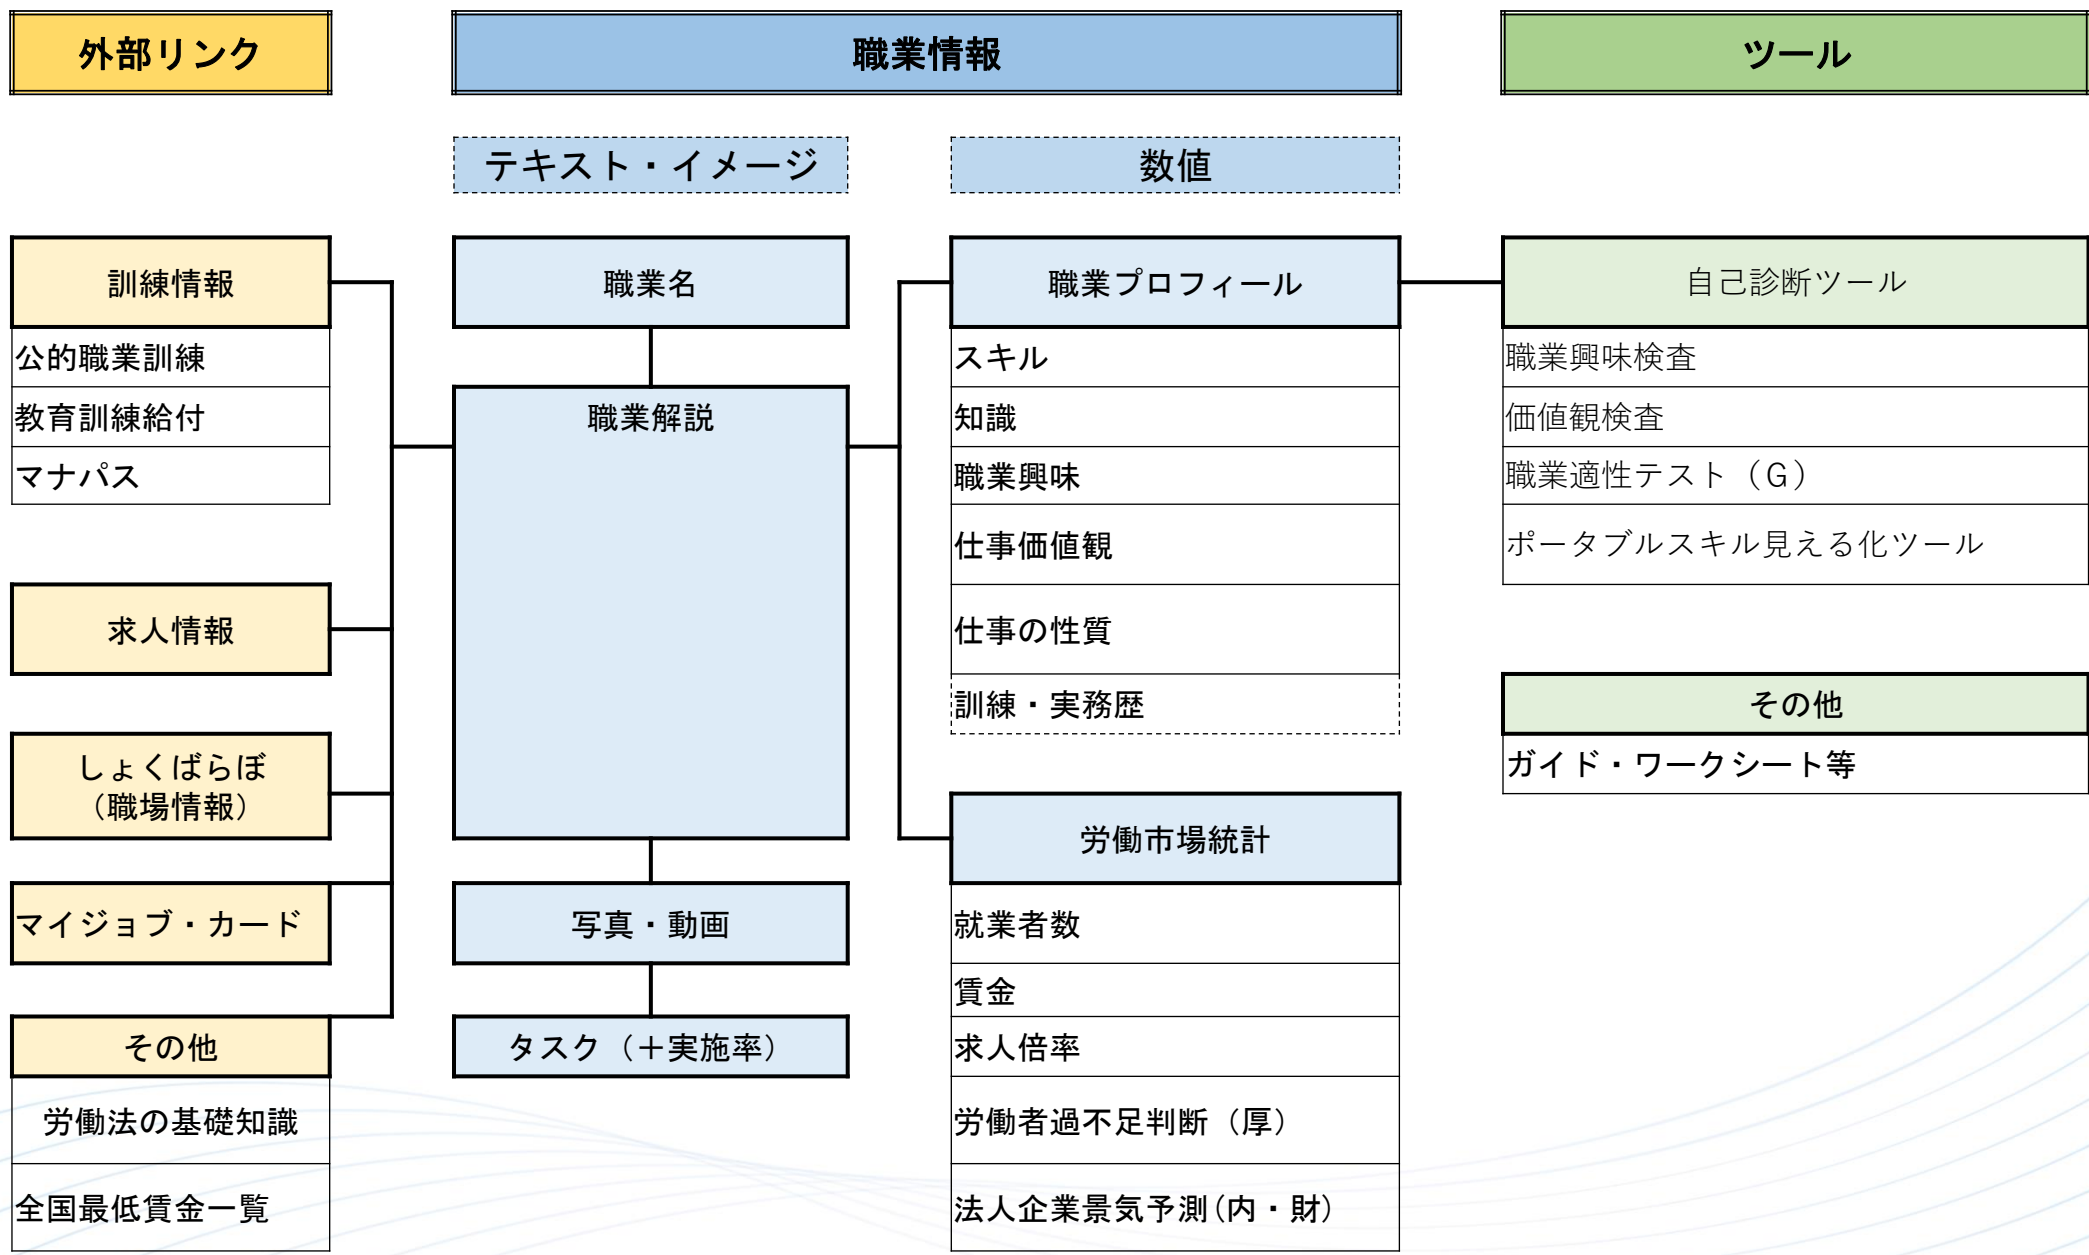 外部リンク
職業情報
ツール
テキスト・イメージ
数値
訓練情報
公的職業訓練
教育訓練給付
マナパス
求人情報
しょくばらぼ
（職場情報）
マイジョブ・カード
その他
労働法の基礎知識
全国最低賃金一覧
職業名
職業解説
写真・動画
タスク（＋実施率）
職業プロフィール
スキル
知識
職業興味
仕事価値観
仕事の性質
訓練・実務歴
労働市場統計
就業者数
賃金
求人倍率
労働者過不足判断（厚）
法人企業景気予測(内・財)
自己診断ツール
職業興味検査
価値観検査
職業適性テスト（G）
ポータブルスキル見える化ツール
その他
ガイド・ワークシート等